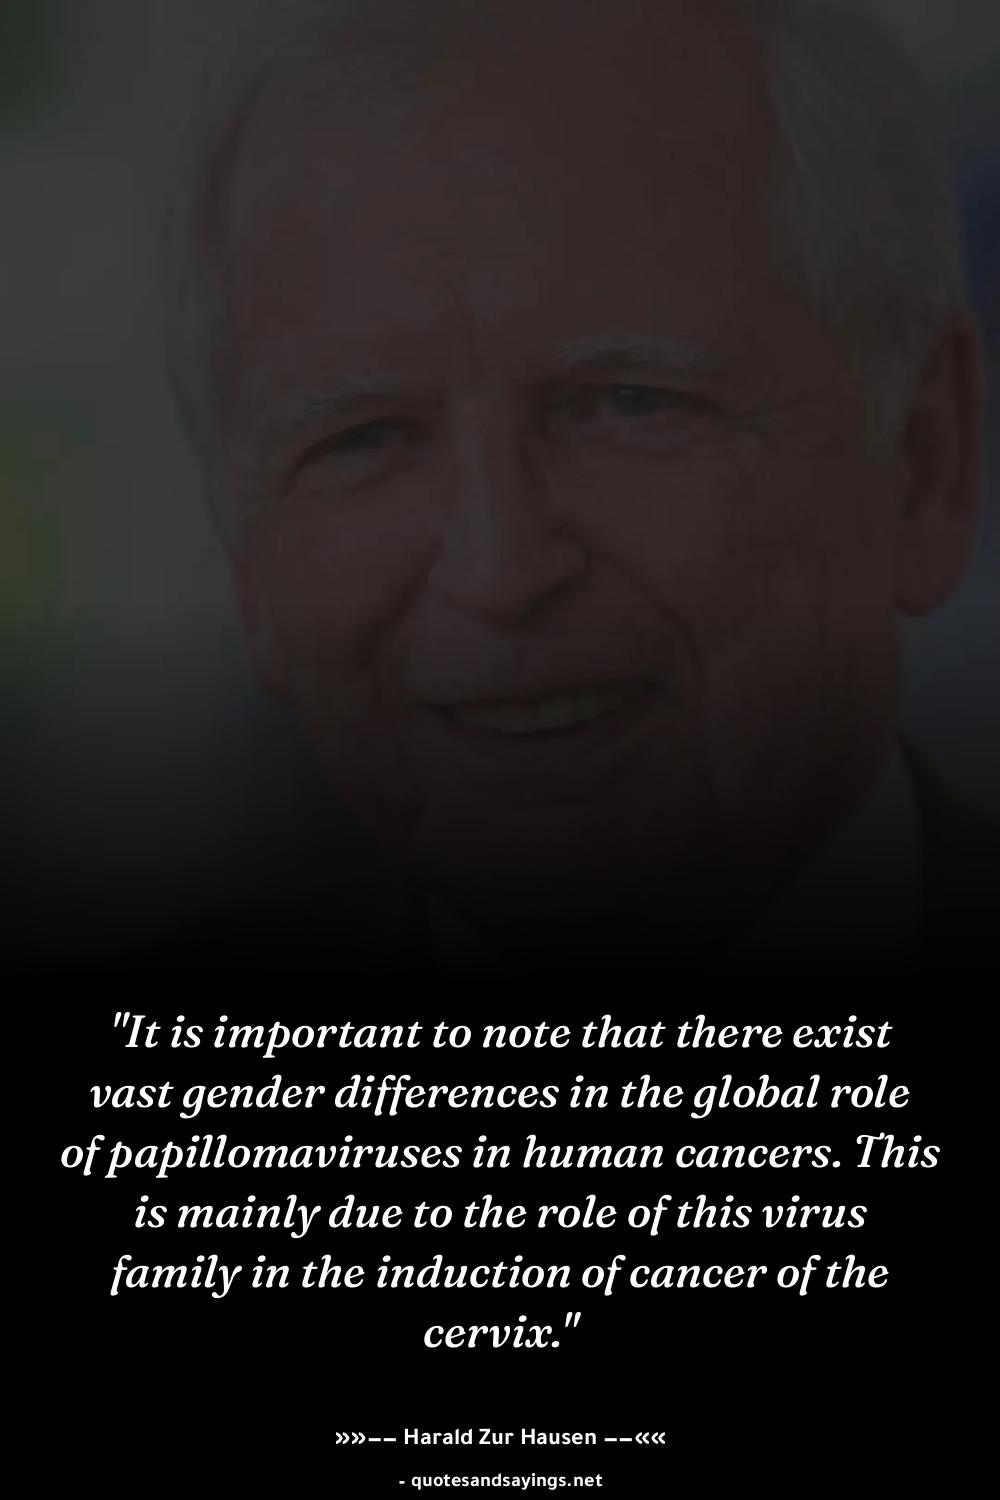 "It is important to note that there exist
vast gender differences in the global role
of papillomaviruses in human cancers. This
is mainly due to the role of this virus
family in the induction of cancer of the
cervix."
»»–– Harald Zur Hausen ––««
- quotesandsayings.net